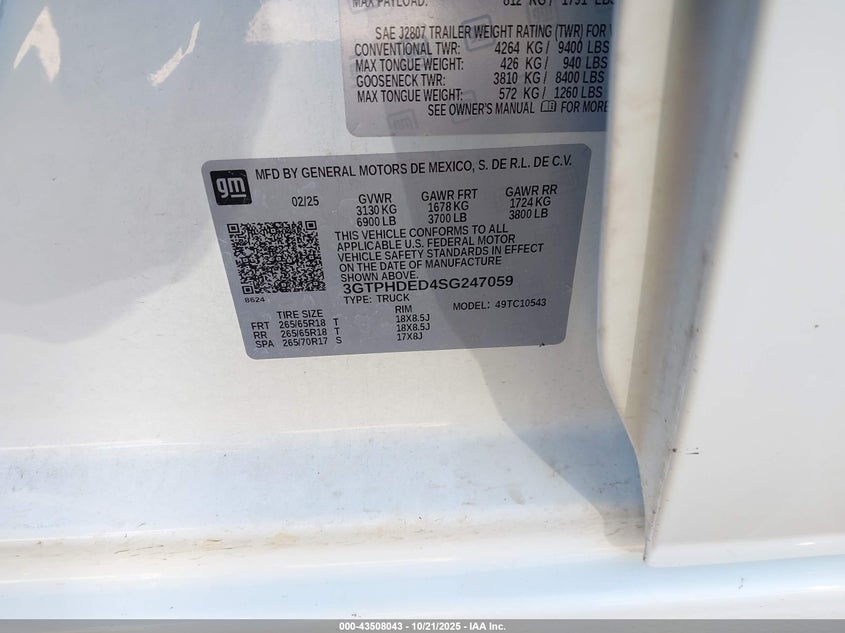 MAX PAYLOAD: 812 KG / 1791 LBS
SAE J2807 TRAILER WEIGHT RATING (TWR) FOR
CONVENTIONAL TWR: 4264 KG / 9400 LBS
MAX TONGUE WEIGHT: 426 KG / 940 LBS
GOOSENECK TWR: 3810 KG / 8400 LBS
MAX TONGUE WEIGHT: 572 KG / 1260 LBS
SEE OWNER'S MANUAL FOR MORE
gm
MFD BY GENERAL MOTORS DE MEXICO, S. DE R.L. DE C.V.
02/25 GVWR GAWR FRT GAWR RR
3130 KG 1678 KG 1724 KG
6900 LB 3700 LB 3800 LB
THIS VEHICLE CONFORMS TO ALL
APPLICABLE U.S. FEDERAL MOTOR
VEHICLE SAFETY STANDARDS IN EFFECT
ON THE DATE OF MANUFACTURE
SHOWN ABOVE.
3GTPHDED4SG247059
8624
TYPE: TRUCK MODEL: 49TC10543
TIRE SIZE RIM
FRT 265/65R18 T 18X8.5J
RR 265/65R18 T 18X8.5J
SPA 265/70R17 S 17X8J
000-43508043 / 10/21/2025 - IAA Inc.